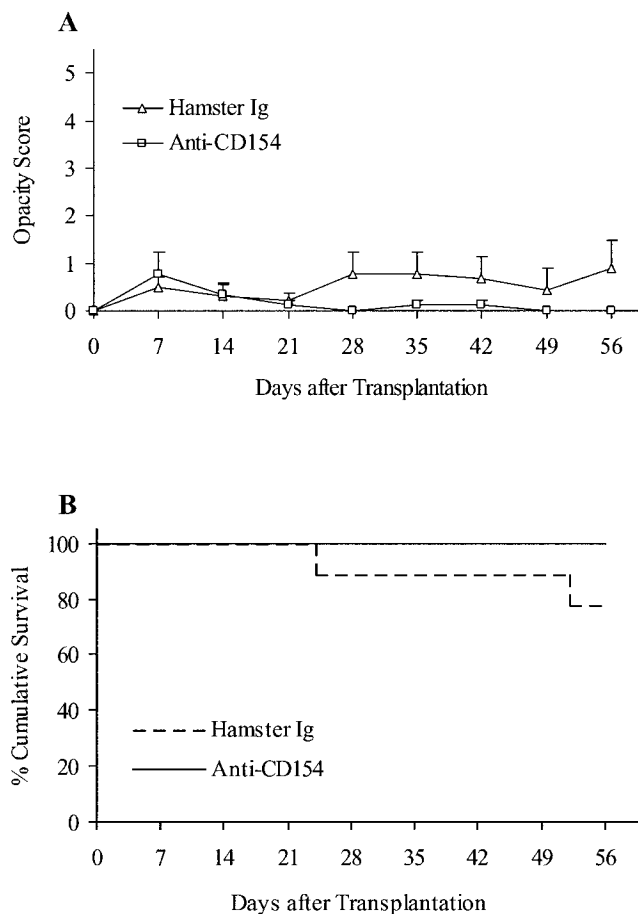 A
Opacity Score
5
4
3
2
1
0
Hamster Ig
Anti-CD154
0 7 14 21 28 35 42 49 56
Days after Transplantation
B
% Cumulative Survival
100
80
60
40
20
0
Hamster Ig
Anti-CD154
0 7 14 21 28 35 42 49 56
Days after Transplantation